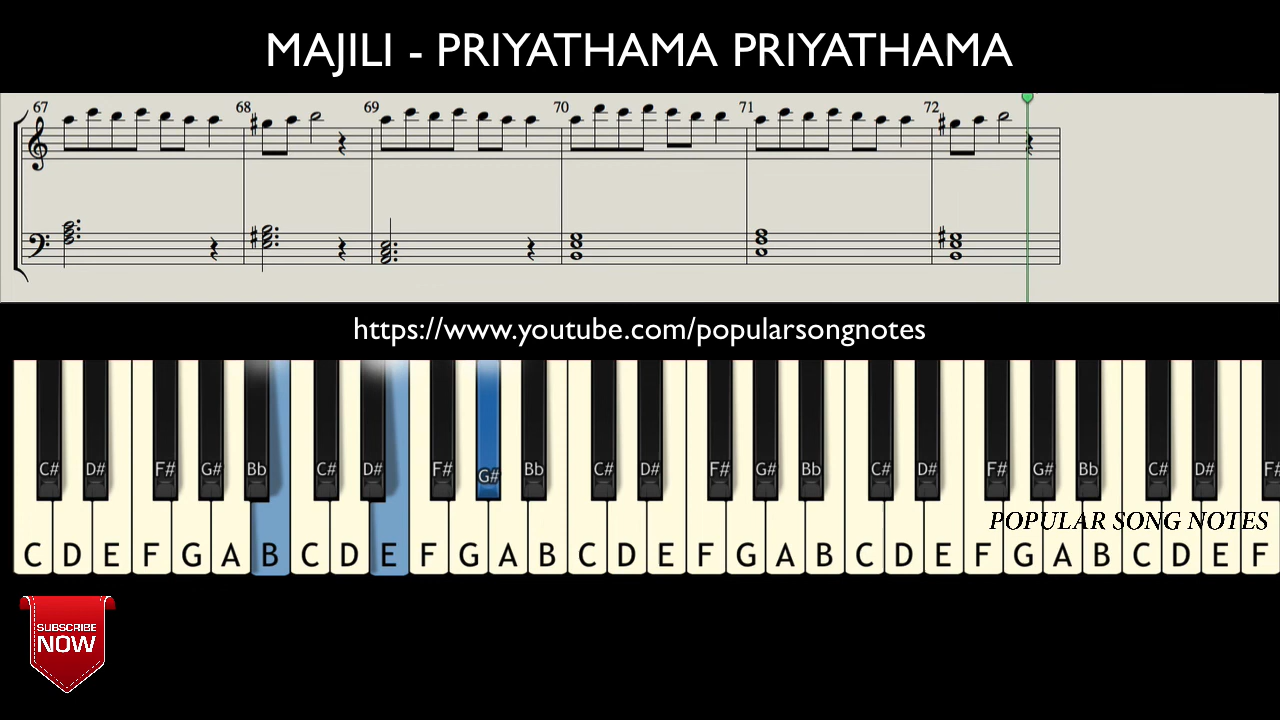 MAJILI - PRIYATHAMA PRIYATHAMA
67 68 69 70 71 72
https://www.youtube.com/popularsongnotes
C# D# F# G# Bb C# D# F# G# Bb C# D# F# G# Bb C# D# F# G# Bb C# D# F#
POPULAR SONG NOTES
C D E F G A B C D E F G A B C D E F G A B C D E F G A B C D E F
SUBSCRIBE
NOW